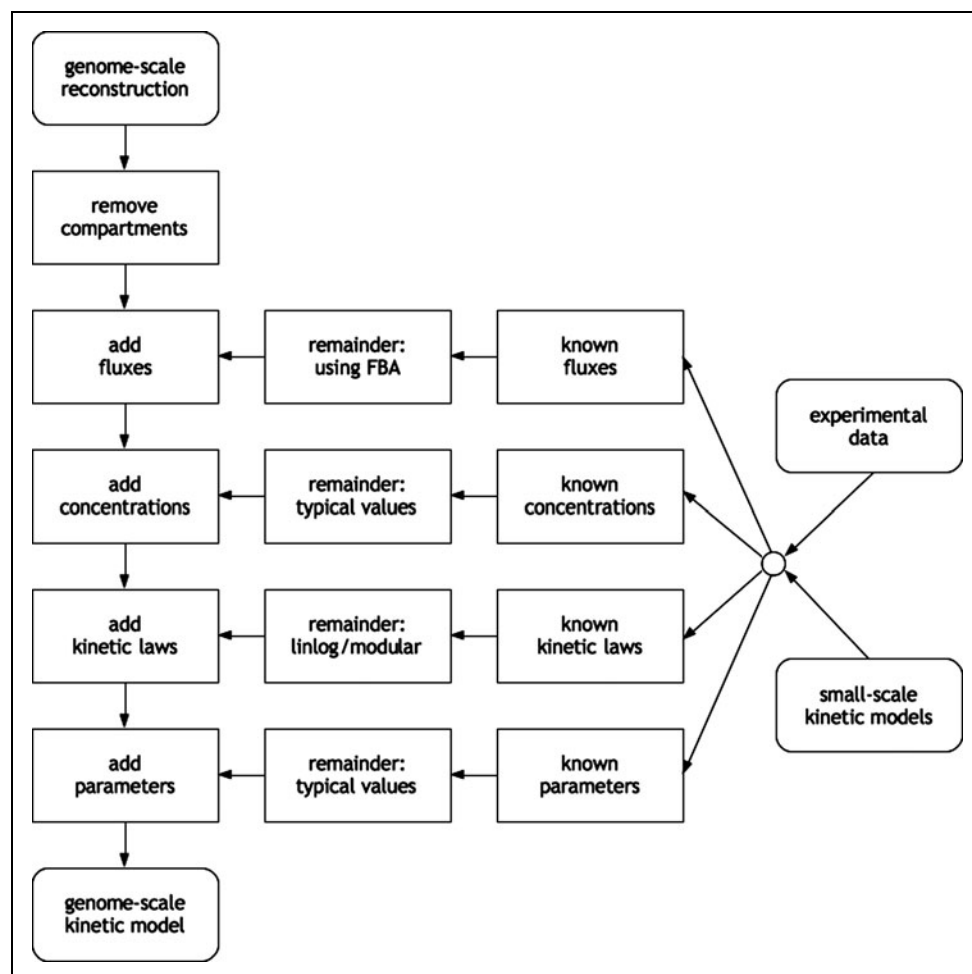 genome-scale
reconstruction
remove
compartments
add
fluxes
remainder:
using FBA
known
fluxes
experimental
data
add
concentrations
remainder:
typical values
known
concentrations
add
kinetic laws
remainder:
linlog/modular
known
kinetic laws
small-scale
kinetic models
add
parameters
remainder:
typical values
known
parameters
genome-scale
kinetic model